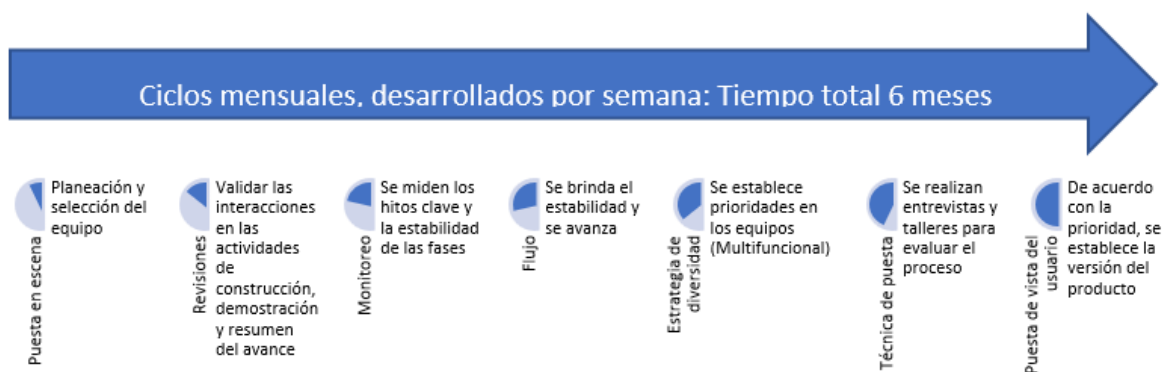 Ciclos mensuales, desarrollados por semana: Tiempo total 6 meses
Puesta en escena
Planeación y
selección del
equipo
Revisiones
Validar las
interacciones
en las
actividades
de
construcción,
demostración
y resumen
del avance
Monitoreo
Se miden los
hitos clave y
la estabilidad
de las fases
Flujo
Se brinda el
estabilidad y
se avanza
Estrategia de
diversidad
Se establece
prioridades en
los equipos
(Multifuncional)
Técnica de puesta
Se realizan
entrevistas y
talleres para
evaluar el
proceso
Puesta de vista del
usuario
De acuerdo
con la
prioridad, se
establece la
versión del
producto